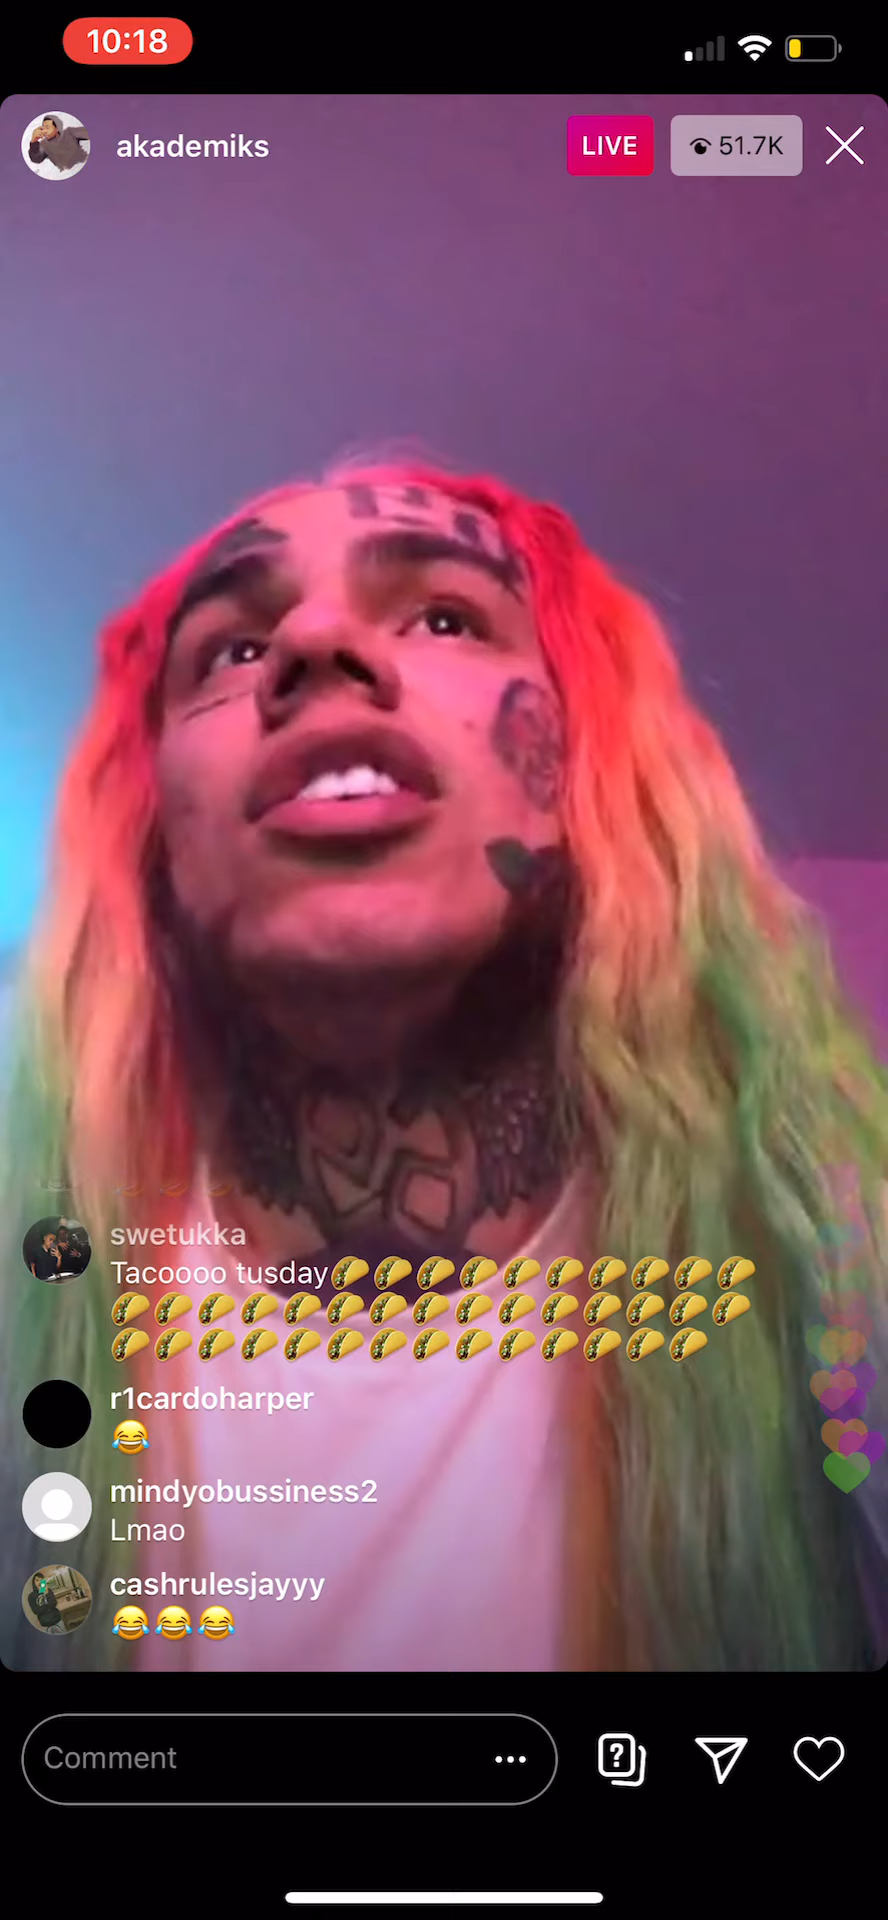 10:18
akademiks
LIVE
51.7K
swetukka
Tacoooo tusday🌮🌮🌮🌮🌮🌮🌮🌮🌮🌮
🌮🌮🌮🌮🌮🌮🌮🌮🌮🌮🌮🌮🌮🌮🌮
🌮🌮🌮🌮🌮🌮🌮🌮🌮🌮🌮🌮🌮🌮
r1cardoharper
😂
mindyobussiness2
Lmao
cashrulesjayyy
😂😂😂
Comment